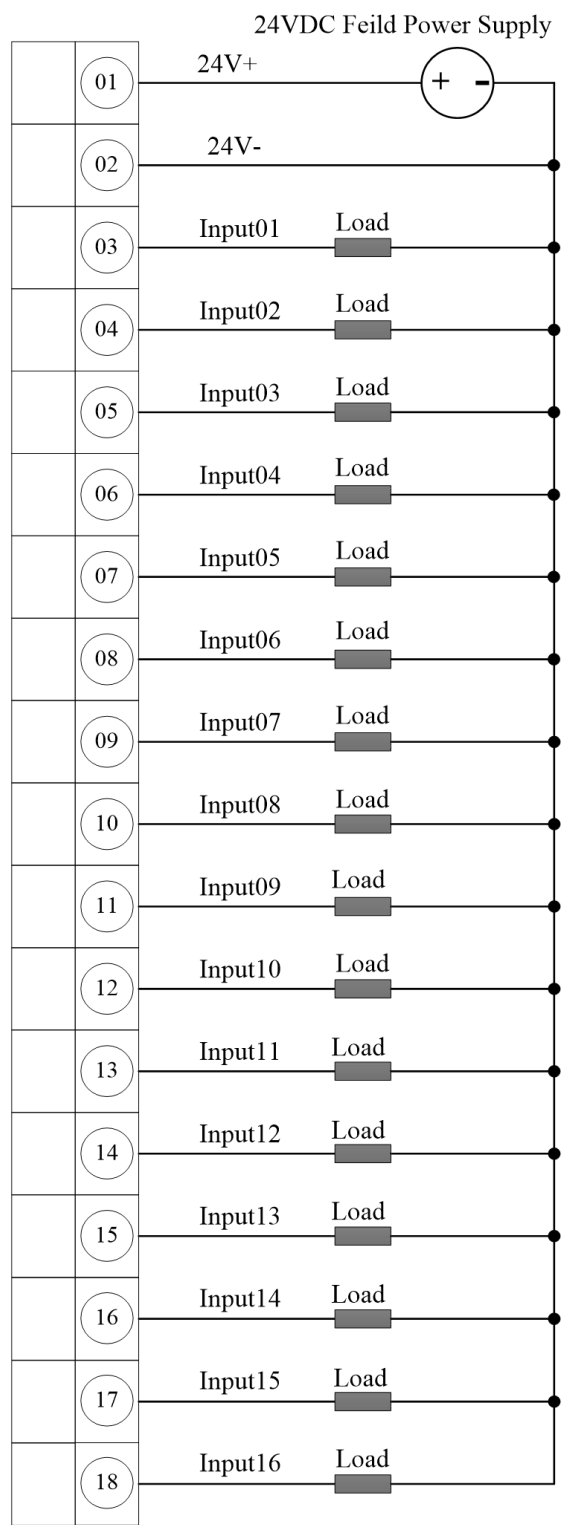 24VDC Feild Power Supply
01 24V+ + -
02 24V-
03 Input01 Load
04 Input02 Load
05 Input03 Load
06 Input04 Load
07 Input05 Load
08 Input06 Load
09 Input07 Load
10 Input08 Load
11 Input09 Load
12 Input10 Load
13 Input11 Load
14 Input12 Load
15 Input13 Load
16 Input14 Load
17 Input15 Load
18 Input16 Load